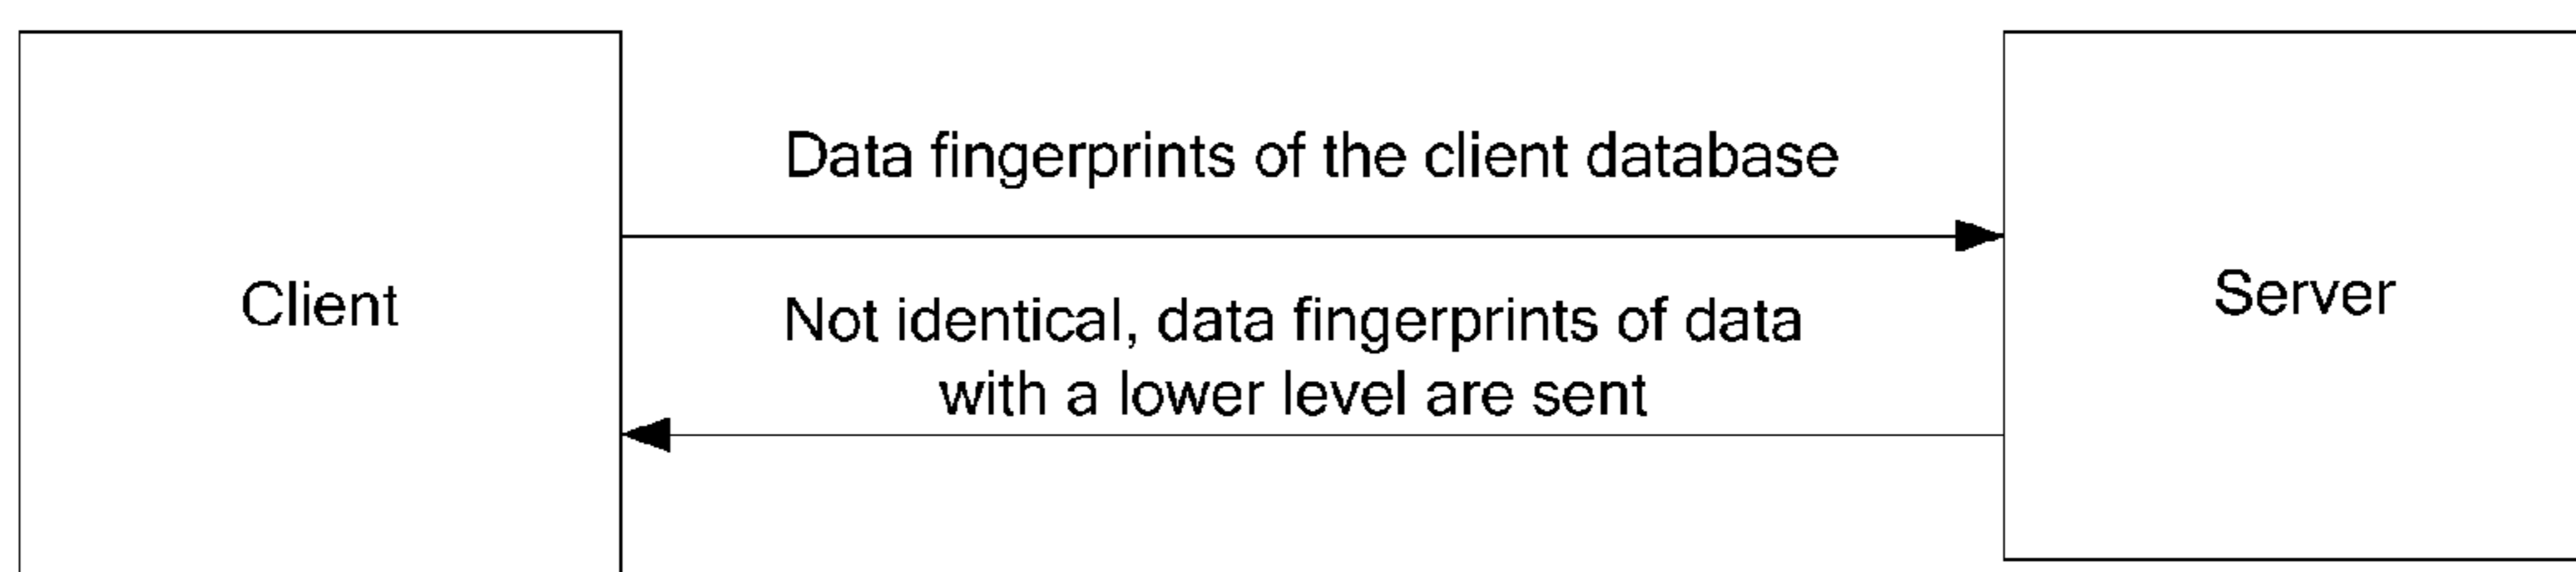 Data fingerprints of the client database
Client
Not identical, data fingerprints of data
with a lower level are sent
Server